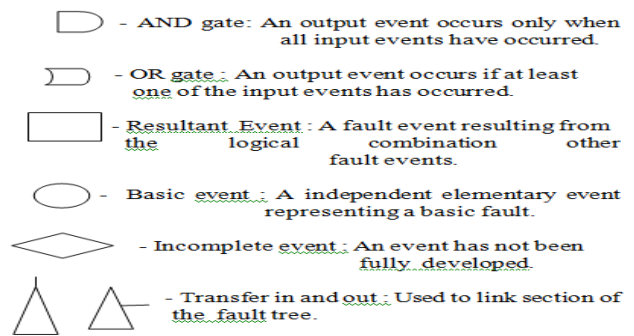 - AND gate: An output event occurs only when
all input events have occurred.
- OR gate : An output event occurs if at least
one of the input events has occurred.
- Resultant Event : A fault event resulting from
the logical combination other
fault events.
- Basic event : A independent elementary event
representing a basic fault.
- Incomplete event : An event has not been
fully developed
- Transfer in and out : Used to link section of
the fault tree.